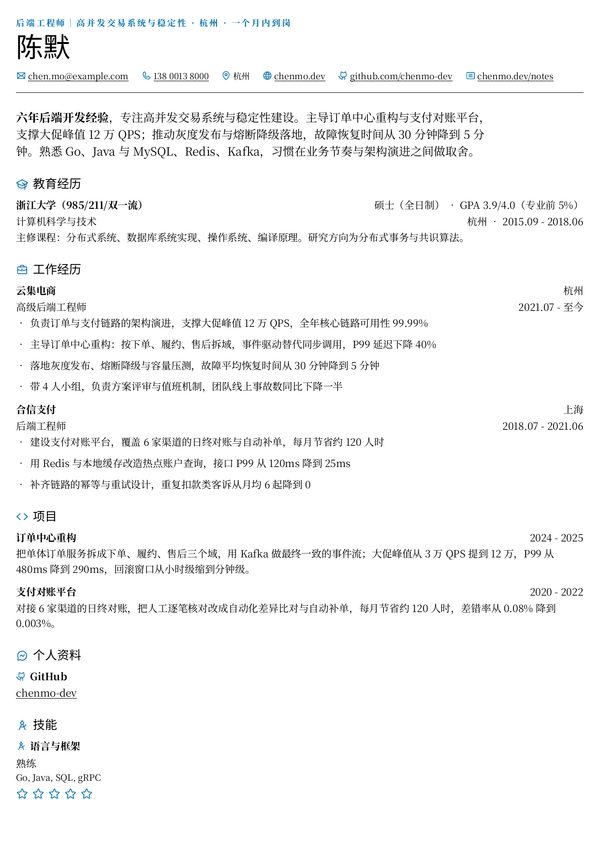 后端工程师｜高并发交易系统与稳定性 · 杭州 · 一个月内到岗
陈默
chen.mo@example.com 138 0013 8000 杭州 chenmo.dev github.com/chenmo-dev chenmo.dev/notes
六年后端开发经验，专注高并发交易系统与稳定性建设。主导订单中心重构与支付对账平台，
支撑大促峰值 12 万 QPS；推动灰度发布与熔断降级落地，故障恢复时间从 30 分钟降到 5 分
钟。熟悉 Go、Java 与 MySQL、Redis、Kafka，习惯在业务节奏与架构演进之间做取舍。
教育经历
浙江大学（985/211/双一流） 硕士（全日制） · GPA 3.9/4.0（专业前 5%）
计算机科学与技术 杭州 · 2015.09 - 2018.06
主修课程：分布式系统、数据库系统实现、操作系统、编译原理。研究方向为分布式事务与共识算法。
工作经历
云集电商 杭州
高级后端工程师 2021.07 - 至今
· 负责订单与支付链路的架构演进，支撑大促峰值 12 万 QPS，全年核心链路可用性 99.99%
· 主导订单中心重构：按下单、履约、售后拆域，事件驱动替代同步调用，P99 延迟下降 40%
· 落地灰度发布、熔断降级与容量压测，故障平均恢复时间从 30 分钟降到 5 分钟
· 带 4 人小组，负责方案评审与值班机制，团队线上事故数同比下降一半
合信支付 上海
后端工程师 2018.07 - 2021.06
· 建设支付对账平台，覆盖 6 家渠道的日终对账与自动补单，每月节省约 120 人时
· 用 Redis 与本地缓存改造热点账户查询，接口 P99 从 120ms 降到 25ms
· 补齐链路的幂等与重试设计，重复扣款类客诉从月均 6 起降到 0
项目
订单中心重构 2024 - 2025
把单体订单服务拆成下单、履约、售后三个域，用 Kafka 做最终一致的事件流；大促峰值从 3 万 QPS 提到 12 万，P99 从
480ms 降到 290ms，回滚窗口从小时级缩到分钟级。
支付对账平台 2020 - 2022
对接 6 家渠道的日终对账，把人工逐笔核对改成自动化差异比对与自动补单，每月节省约 120 人时，差错率从 0.08% 降到
0.003%。
个人资料
GitHub
chenmo-dev
技能
语言与框架
熟练
Go, Java, SQL, gRPC